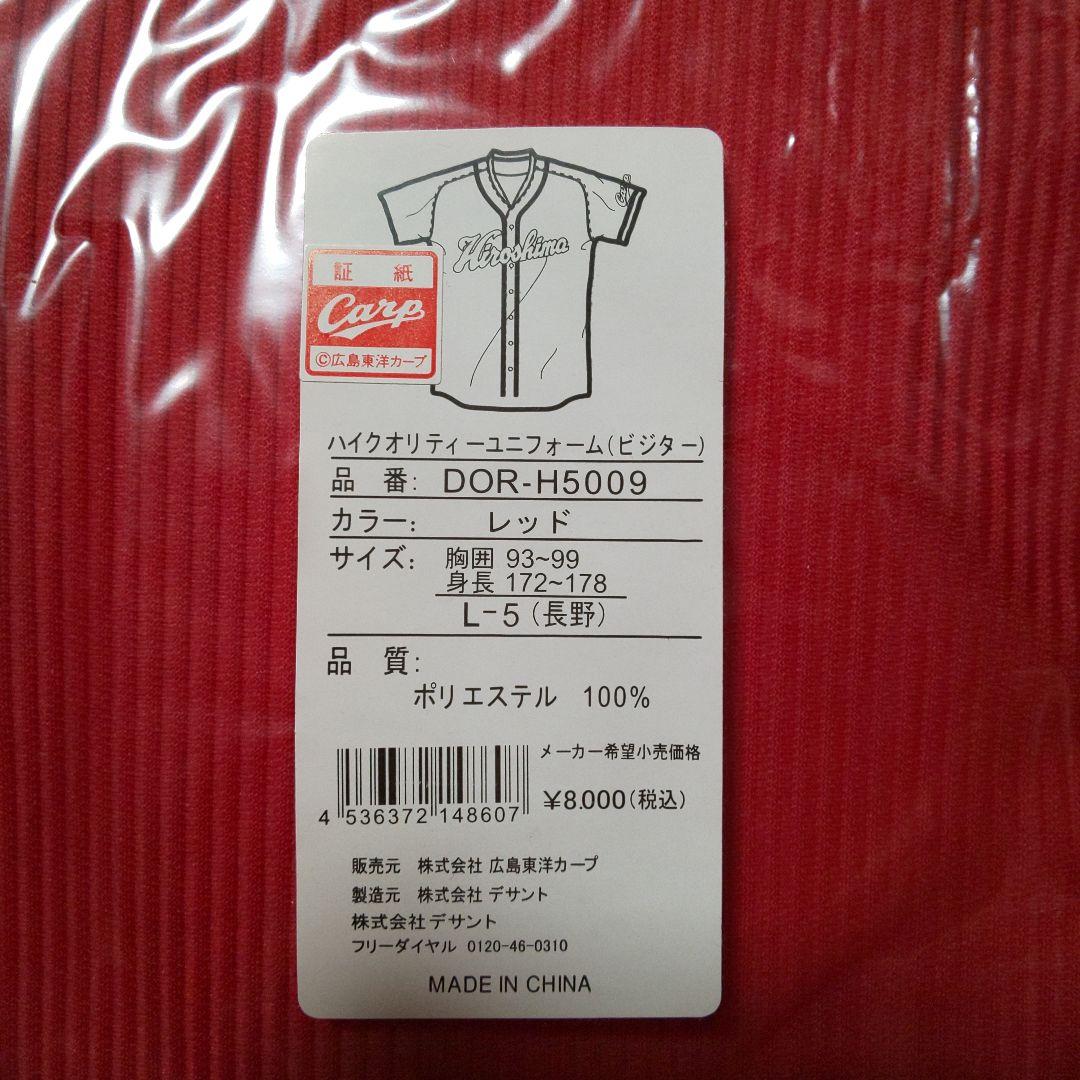 Carp
Hiroshima
証 紙
Carp
©広島東洋カープ
ハイクオリティーユニフォーム(ビジター)
品 番: DOR-H5009
カラー: レッド
サイズ: 胸囲 93~99
身長 172~178
L-5(長野)
品 質:
ポリエステル 100%
メーカー希望小売価格
¥8.000(税込)
4 536372 148607
販売元 株式会社 広島東洋カープ
製造元 株式会社 デサント
株式会社デサント
フリーダイヤル 0120-46-0310
MADE IN CHINA